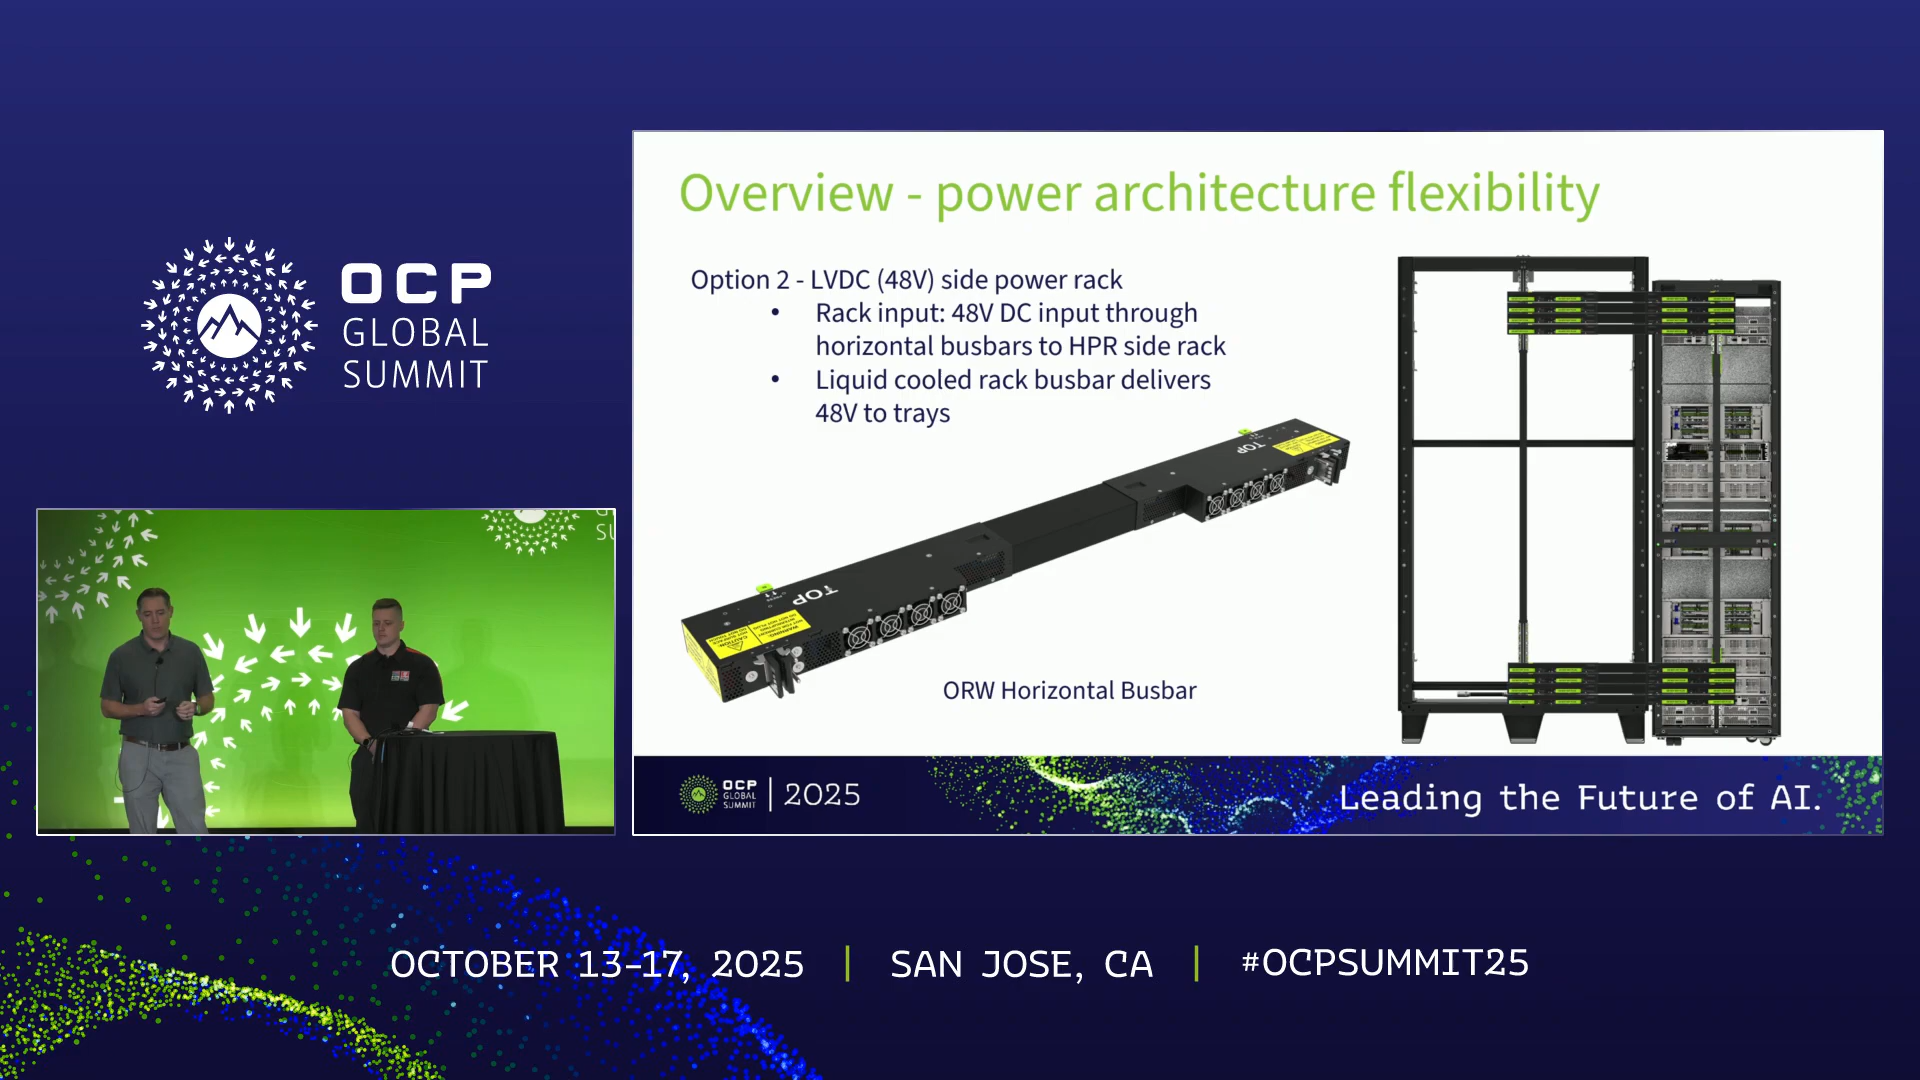 OCP
GLOBAL
SUMMIT
Overview - power architecture flexibility
Option 2 - LVDC (48V) side power rack
• Rack input: 48V DC input through
horizontal busbars to HPR side rack
• Liquid cooled rack busbar delivers
48V to trays
TOP
TOP
ORW Horizontal Busbar
OCP
GLOBAL
SUMMIT
2025
Leading the Future of AI.
OCTOBER 13-17, 2025 | SAN JOSE, CA | #OCPSUMMIT25